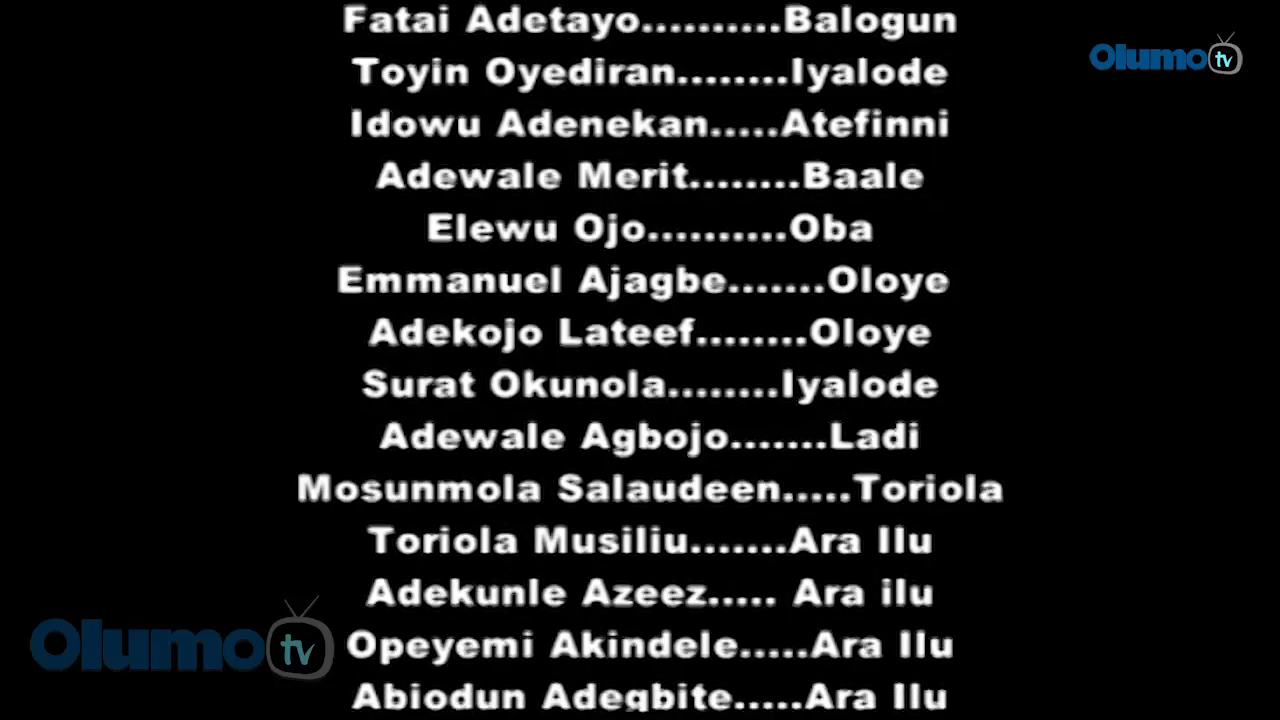 Fatai Adetayo..........Balogun
Olumo tv
Toyin Oyediran........Iyalode
Idowu Adenekan.....Atefinni
Adewale Merit........Baale
Elewu Ojo..........Oba
Emmanuel Ajagbe.......Oloye
Adekojo Lateef........Oloye
Surat Okunola........Iyalode
Adewale Agbojo.......Ladi
Mosunmola Salaudeen.....Toriola
Toriola Musiliu.......Ara Ilu
Adekunle Azeez..... Ara ilu
Opeyemi Akindele.....Ara Ilu
Olumo tv
Abiodun Adegbite.....Ara Ilu